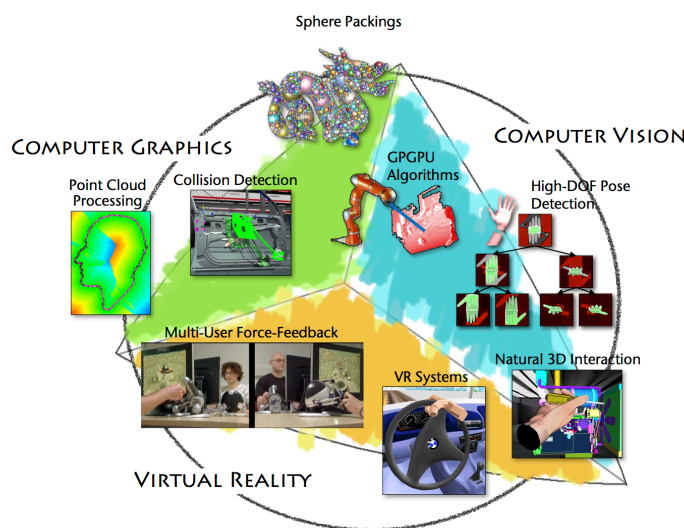 Sphere Packings
COMPUTER GRAPHICS
COMPUTER VISION
Point Cloud
Processing
Collision Detection
GPGPU
Algorithms
High-DOF Pose
Detection
Multi-User Force-Feedback
VR Systems
Natural 3D Interaction
VIRTUAL REALITY